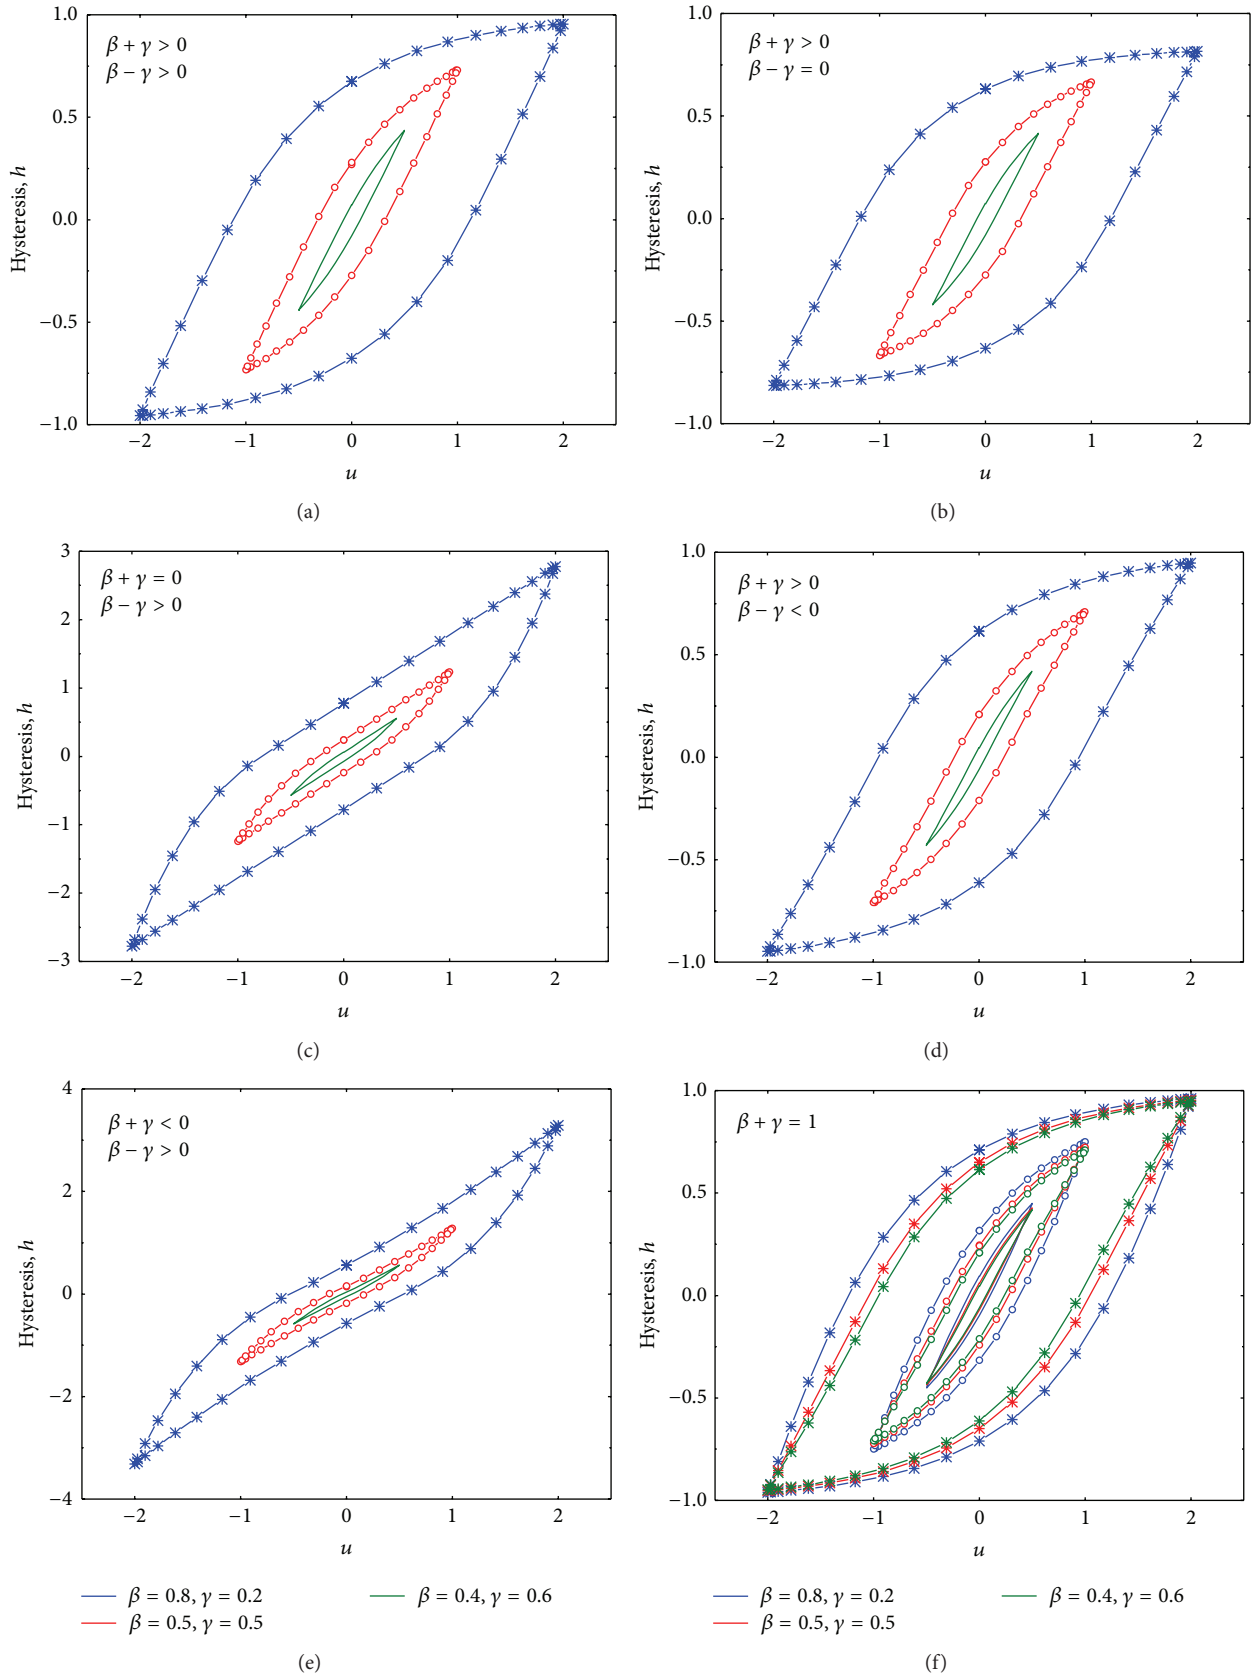 β + γ > 0
β − γ > 0
1.0
0.5
0.0
−0.5
−1.0
Hysteresis, h
−2 −1 0 1 2
u
(a)
β + γ > 0
β − γ = 0
1.0
0.5
0.0
−0.5
−1.0
Hysteresis, h
−2 −1 0 1 2
u
(b)
β + γ = 0
β − γ > 0
3
2
1
0
−1
−2
−3
Hysteresis, h
−2 −1 0 1 2
u
(c)
β + γ > 0
β − γ < 0
1.0
0.5
0.0
−0.5
−1.0
Hysteresis, h
−2 −1 0 1 2
u
(d)
β + γ < 0
β − γ > 0
4
2
0
−2
−4
Hysteresis, h
−2 −1 0 1 2
u
β = 0.8, γ = 0.2
β = 0.5, γ = 0.5
β = 0.4, γ = 0.6
(e)
β + γ = 1
1.0
0.5
0.0
−0.5
−1.0
Hysteresis, h
−2 −1 0 1 2
u
β = 0.8, γ = 0.2
β = 0.5, γ = 0.5
β = 0.4, γ = 0.6
(f)